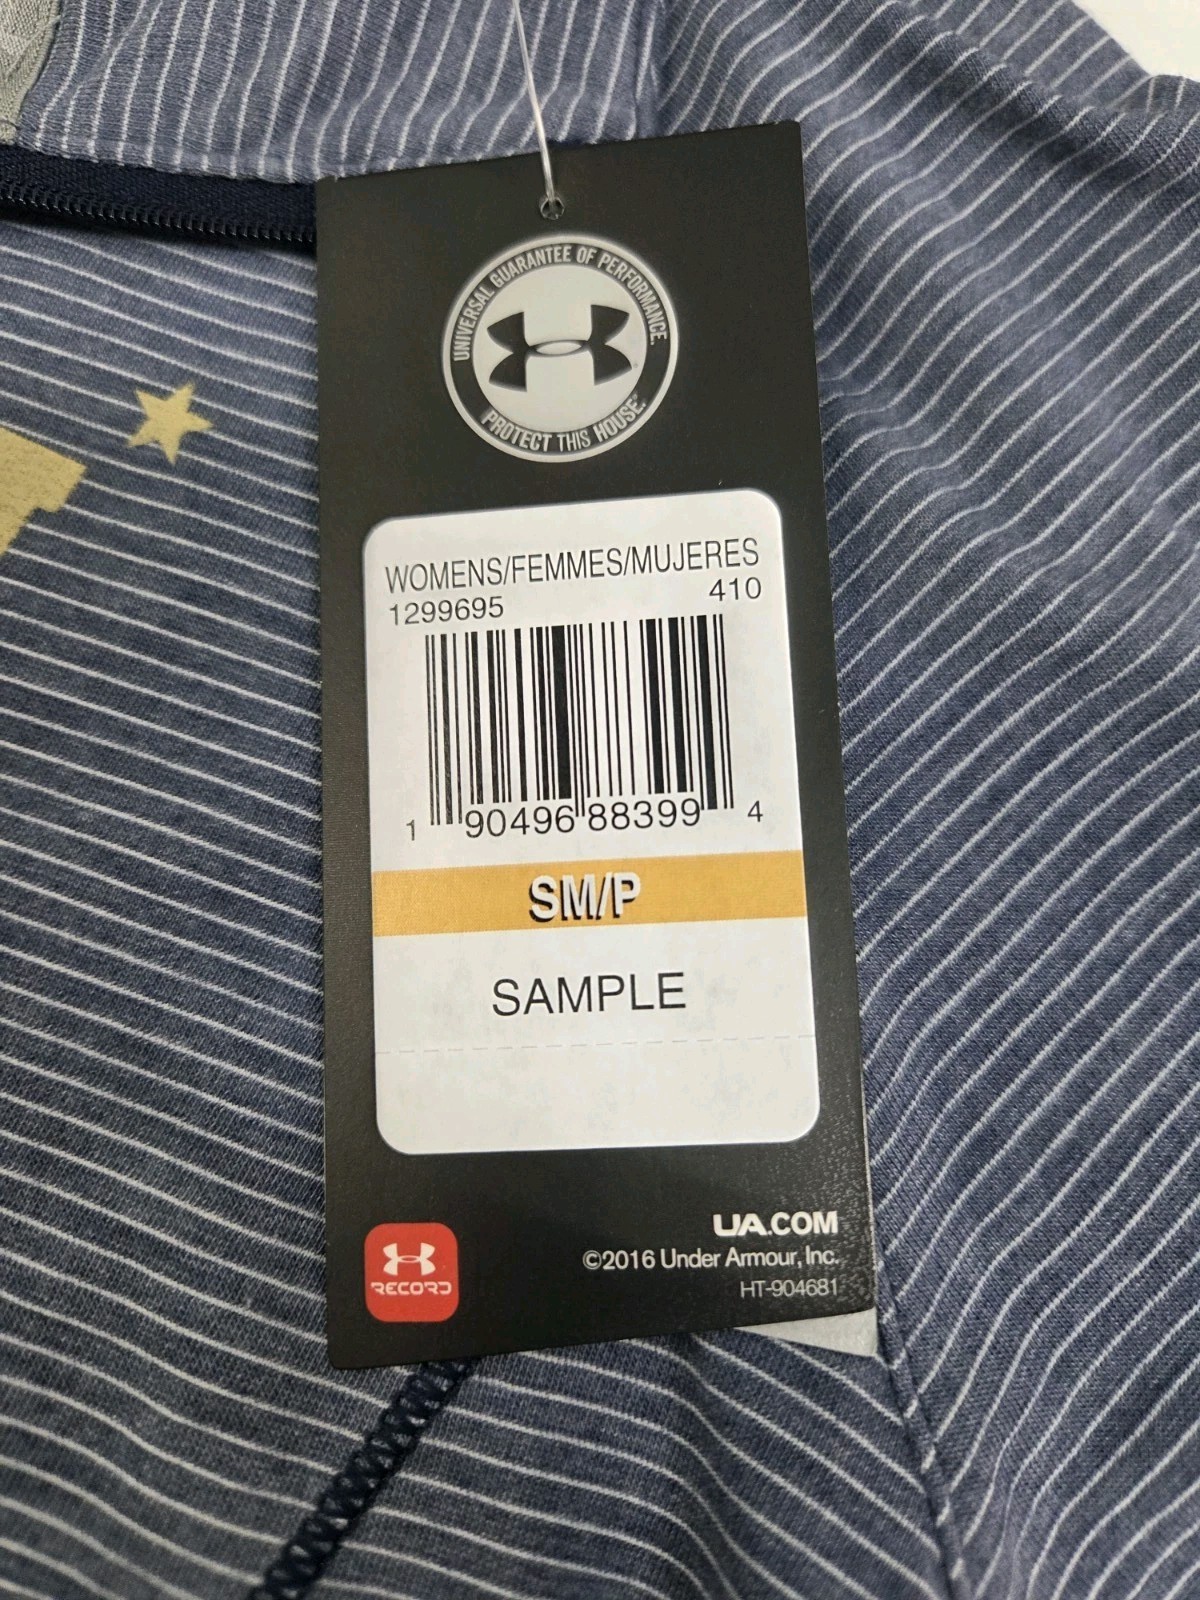 UNIVERSAL GUARANTEE OF PERFORMANCE.
PROTECT THIS HOUSE.
WOMENS/FEMMES/MUJERES
1299695 410
1 90496 88399 4
SM/P
SAMPLE
RECORD
UA.COM
©2016 Under Armour, Inc.
HT-904681